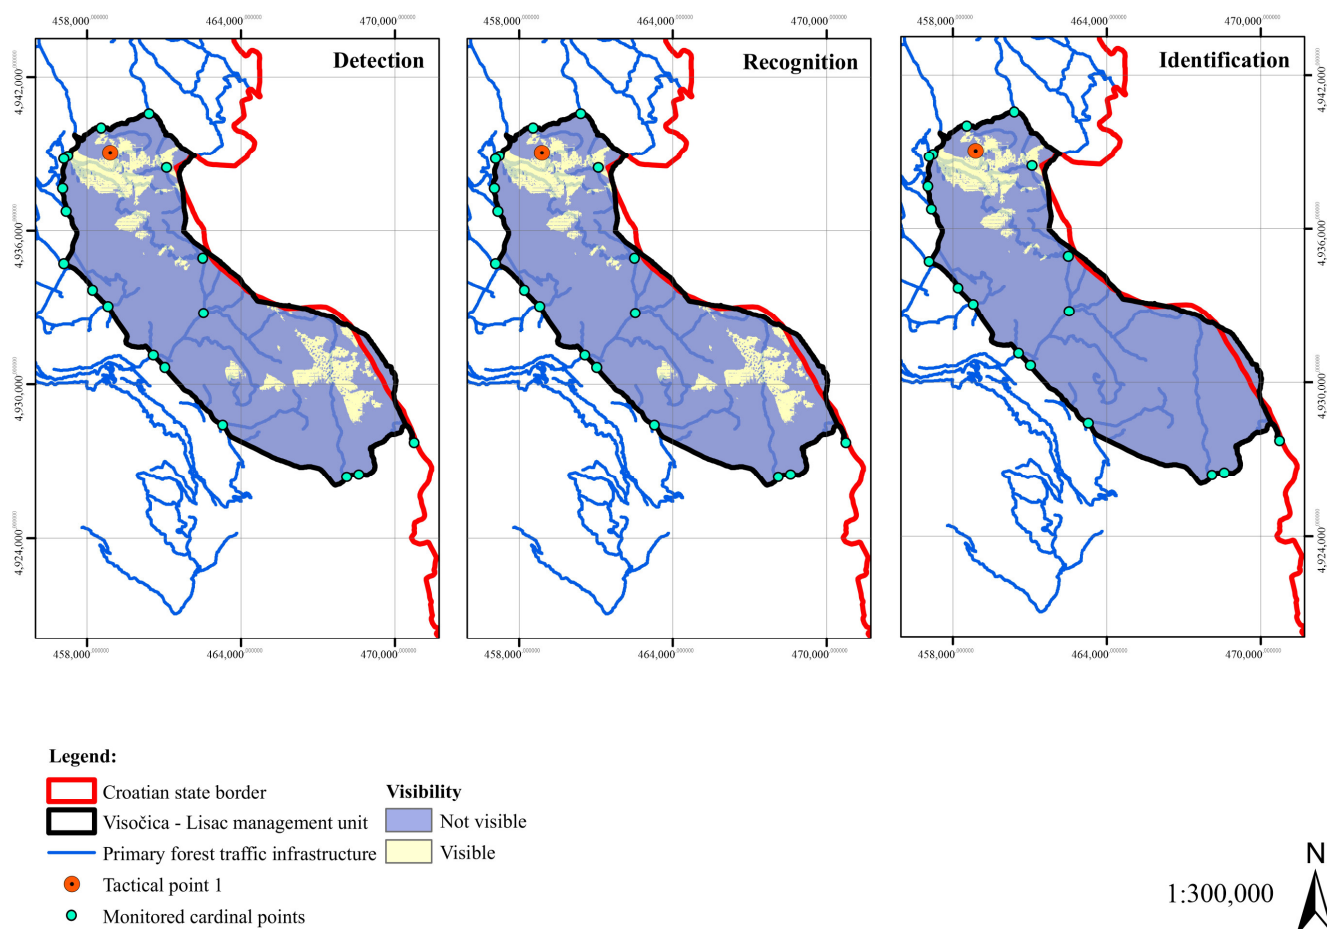 458,000 464,000 470,000 458,000 464,000 470,000 458,000 464,000 470,000
Detection Recognition Identification
4,942,000 4,942,000
4,936,000 4,936,000
4,930,000 4,930,000
4,924,000 4,924,000
458,000 464,000 470,000 458,000 464,000 470,000 458,000 464,000 470,000
Legend:
Croatian state border
Visočica - Lisac management unit
Primary forest traffic infrastructure
Tactical point 1
Monitored cardinal points
Visibility
Not visible
Visible
1:300,000
N